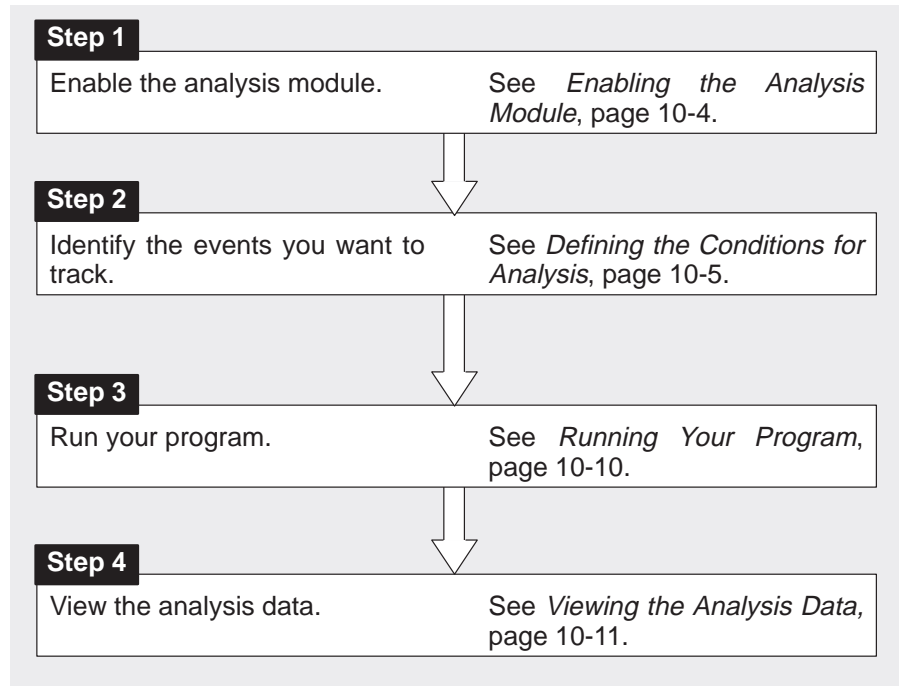 Step 1
Enable the analysis module.
See Enabling the Analysis
Module, page 10-4.
Step 2
Identify the events you want to
track.
See Defining the Conditions for
Analysis, page 10-5.
Step 3
Run your program.
See Running Your Program,
page 10-10.
Step 4
View the analysis data.
See Viewing the Analysis Data,
page 10-11.